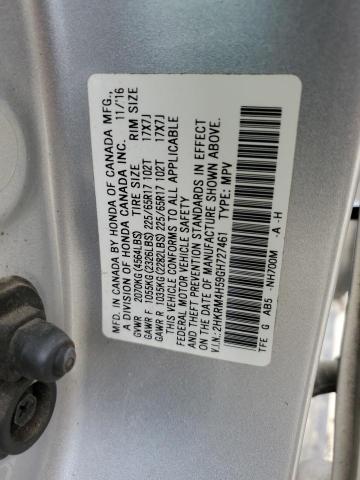 MFD. IN CANADA BY HONDA OF CANADA MFG.,
A DIVISION OF HONDA CANADA INC. 11/'16
TIRE SIZE RIM SIZE
GVWR 2070KG(4564LBS)
GAWR F 1055KG(2326LBS) 225/65R17 102T 17X7J
GAWR R 1035KG(2282LBS) 225/65R17 102T 17X7J
THIS VEHICLE CONFORMS TO ALL APPLICABLE
FEDERAL MOTOR VEHICLE SAFETY
AND THEFT PREVENTION STANDARDS IN EFFECT
ON THE DATE OF MANUFACTURE SHOWN ABOVE.
V.I.N.: 2HKRM4H59GH727461 TYPE: MPV
TFE G AB5 -NH700M -A -H